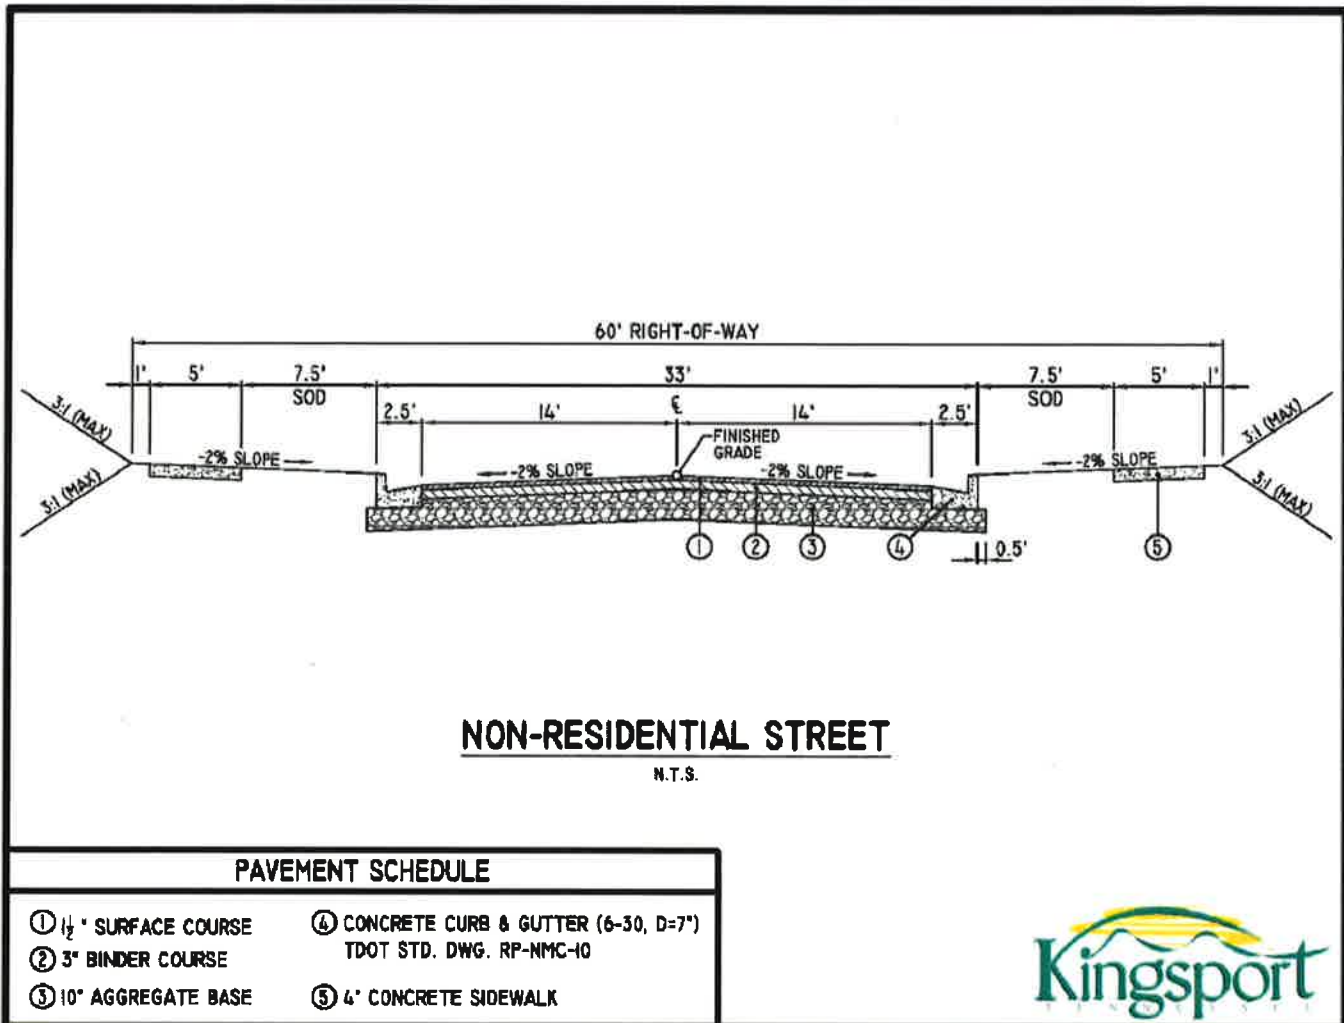 60' RIGHT-OF-WAY
1' 5' 7.5' 33' 7.5' 5' 1'
SOD SOD
2.5' 14' ℄ 14' 2.5'
3:1 (MAX) FINISHED GRADE 3:1 (MAX)
-2% SLOPE -2% SLOPE -2% SLOPE -2% SLOPE
3:1 (MAX) 3:1 (MAX)
1 2 3 4 0.5' 5
NON-RESIDENTIAL STREET
N.T.S.
PAVEMENT SCHEDULE
1 1½" SURFACE COURSE
2 3" BINDER COURSE
3 10" AGGREGATE BASE
4 CONCRETE CURB & GUTTER (6-30, D=7")
TDOT STD. DWG. RP-NMC-10
5 4" CONCRETE SIDEWALK
Kingsport